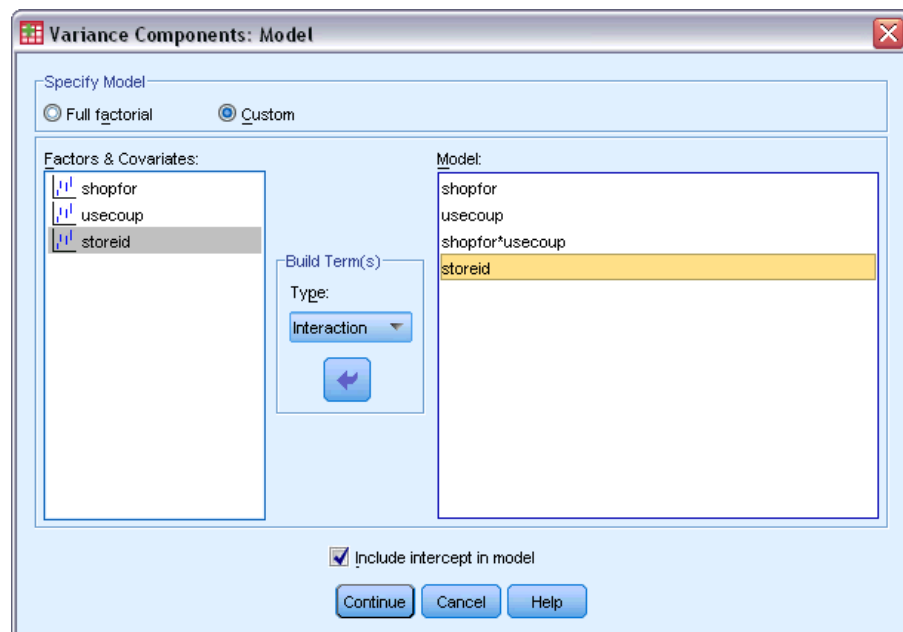 Variance Components: Model
Specify Model
Full factorial
Custom
Factors & Covariates:
shopfor
usecoup
storeid
Build Term(s)
Type:
Interaction
Model:
shopfor
usecoup
shopfor*usecoup
storeid
Include intercept in model
Continue
Cancel
Help